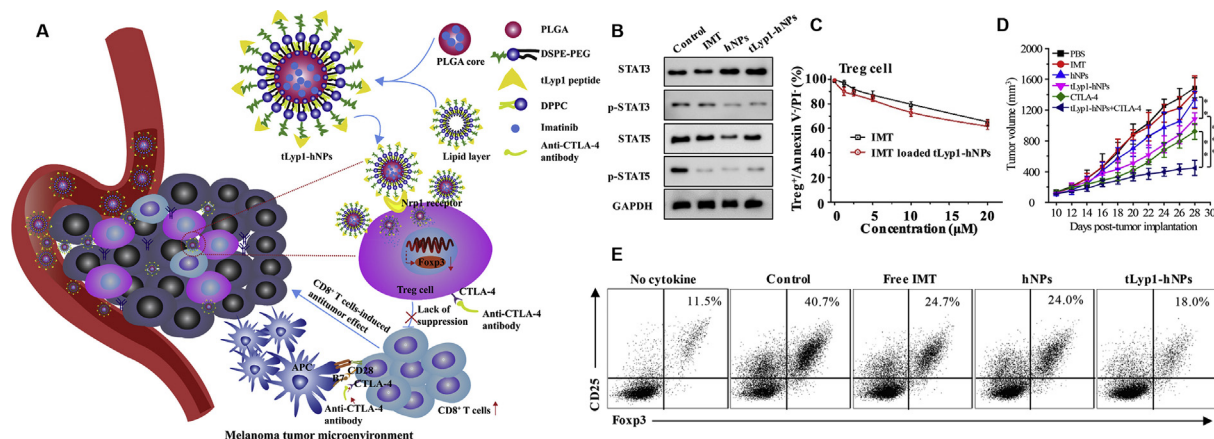 A
PLGA
DSPE-PEG
tLyp1 peptide
DPPC
Imatinib
Anti-CTLA-4
antibody
PLGA core
tLyp1-hNPs
Lipid layer
Nrp1 receptor
Foxp3
Treg cell
CTLA-4
Anti-CTLA-4
antibody
Lack of
suppression
CD8⁺ T cells-induced
antitumor effect
APC
B7
CD28
CTLA-4
Anti-CTLA-4
antibody
CD8⁺ T cells
Melanoma tumor microenvironment
B
Control
IMT
hNPs
tLyp1-hNPs
STAT3
p-STAT3
STAT5
p-STAT5
GAPDH
C
Treg cell
Treg⁺/Annexin V⁻/PI⁻ (%)
100
80
60
40
20
0
IMT
IMT loaded tLyp1-hNPs
0 5 10 15 20
Concentration (μM)
D
Tumor volume (mm³)
2000
1600
1200
800
400
0
PBS
IMT
hNPs
tLyp1-hNPs
CTLA-4
tLyp1-hNPs+CTLA-4
* * * *
10 12 14 16 18 20 22 24 26 28 30
Days post-tumor implantation
E
No cytokine
Control
Free IMT
hNPs
tLyp1-hNPs
11.5%
40.7%
24.7%
24.0%
18.0%
CD25
Foxp3